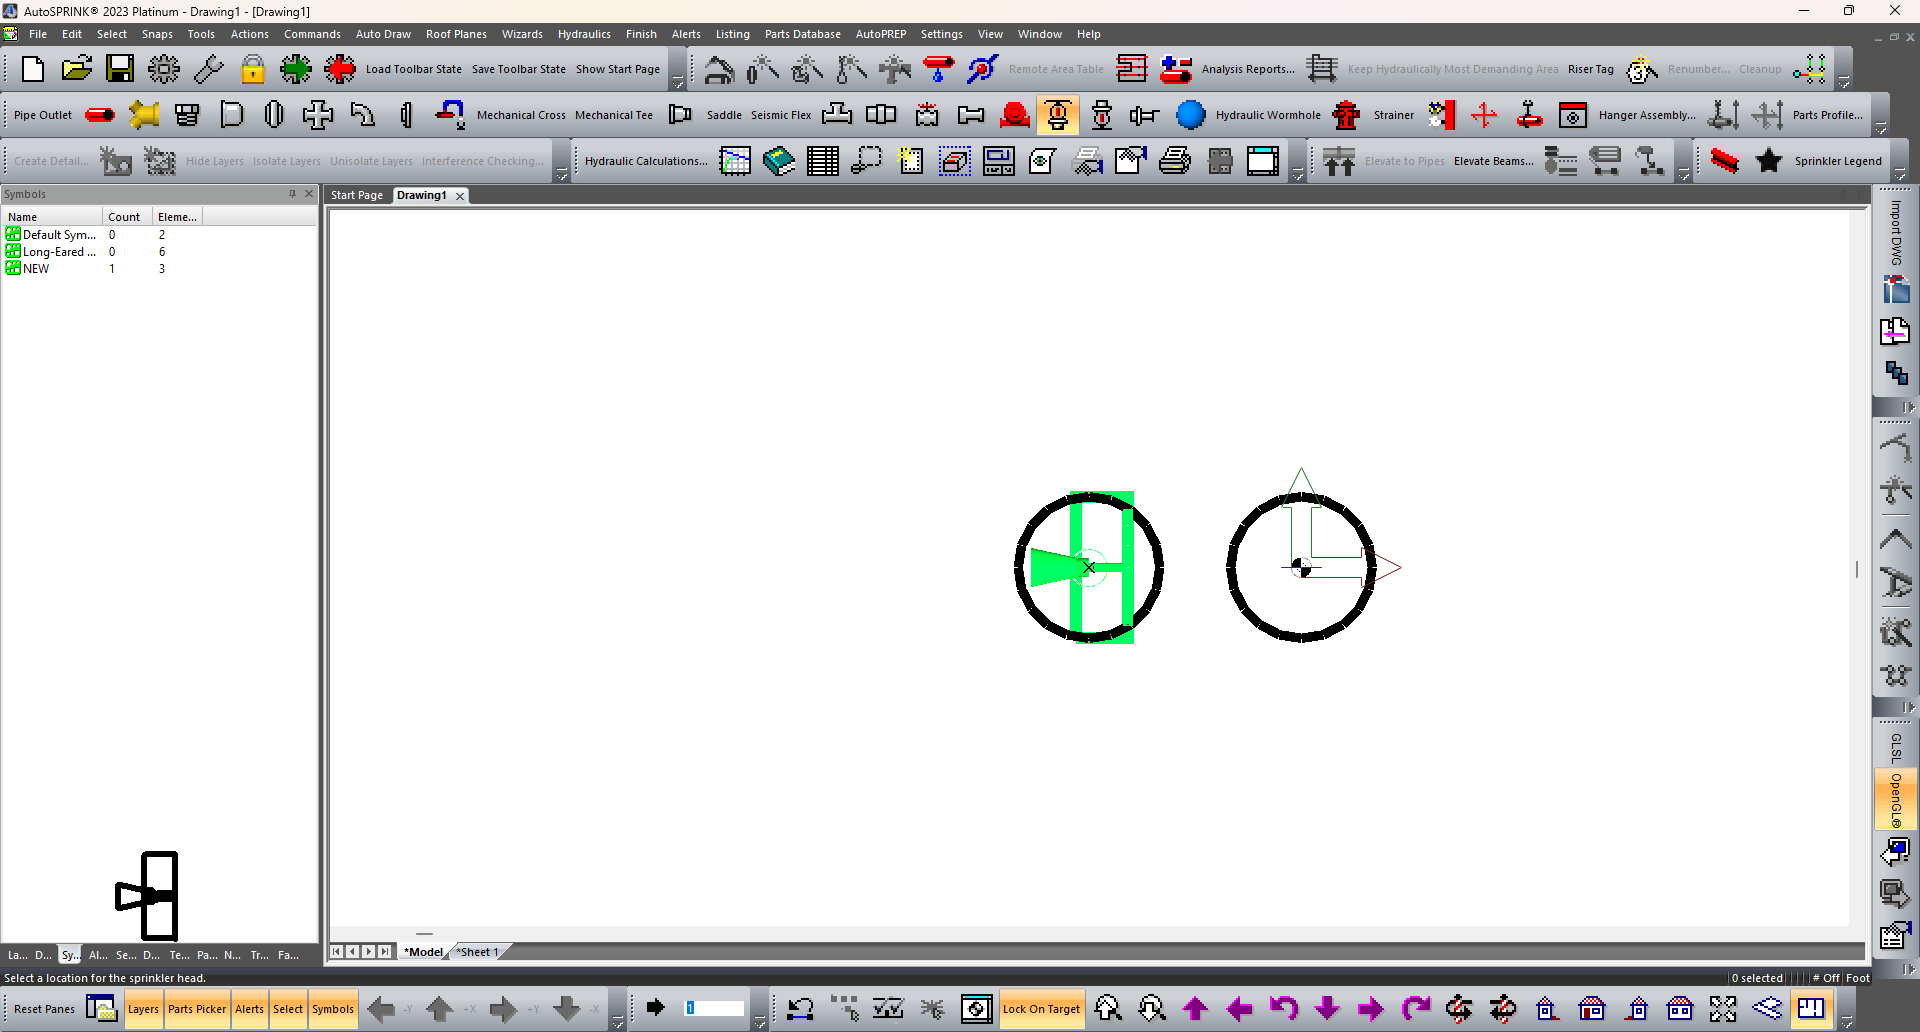 AutoSPRINK® 2023 Platinum - Drawing1 - [Drawing1]
File Edit Select Snaps Tools Actions Commands Auto Draw Roof Planes Wizards Hydraulics Finish Alerts Listing Parts Database AutoPREP Settings View Window Help
Load Toolbar State Save Toolbar State Show Start Page Remote Area Table Analysis Reports... Keep Hydraulically Most Demanding Area Riser Tag Renumber... Cleanup
Pipe Outlet Mechanical Cross Mechanical Tee Saddle Seismic Flex Hydraulic Wormhole Strainer Hanger Assembly... Parts Profile...
Create Detail... Hide Layers Isolate Layers Unisolate Layers Interference Checking... Hydraulic Calculations... Elevate to Pipes Elevate Beams... Sprinkler Legend
Symbols
Start Page Drawing1
Name Count Eleme...
Default Sym... 0 2
Long-Eared ... 0 6
NEW 1 3
Import DWG
GLSL
OpenGL®
La... D... Sy... Al... Se... D... Te... Pa... N... Tr... Fa...
*Model *Sheet 1
Select a location for the sprinkler head.
0 selected # Off Foot
Reset Panes Layers Parts Picker Alerts Select Symbols -Y +X +Y -X 1 Lock On Target